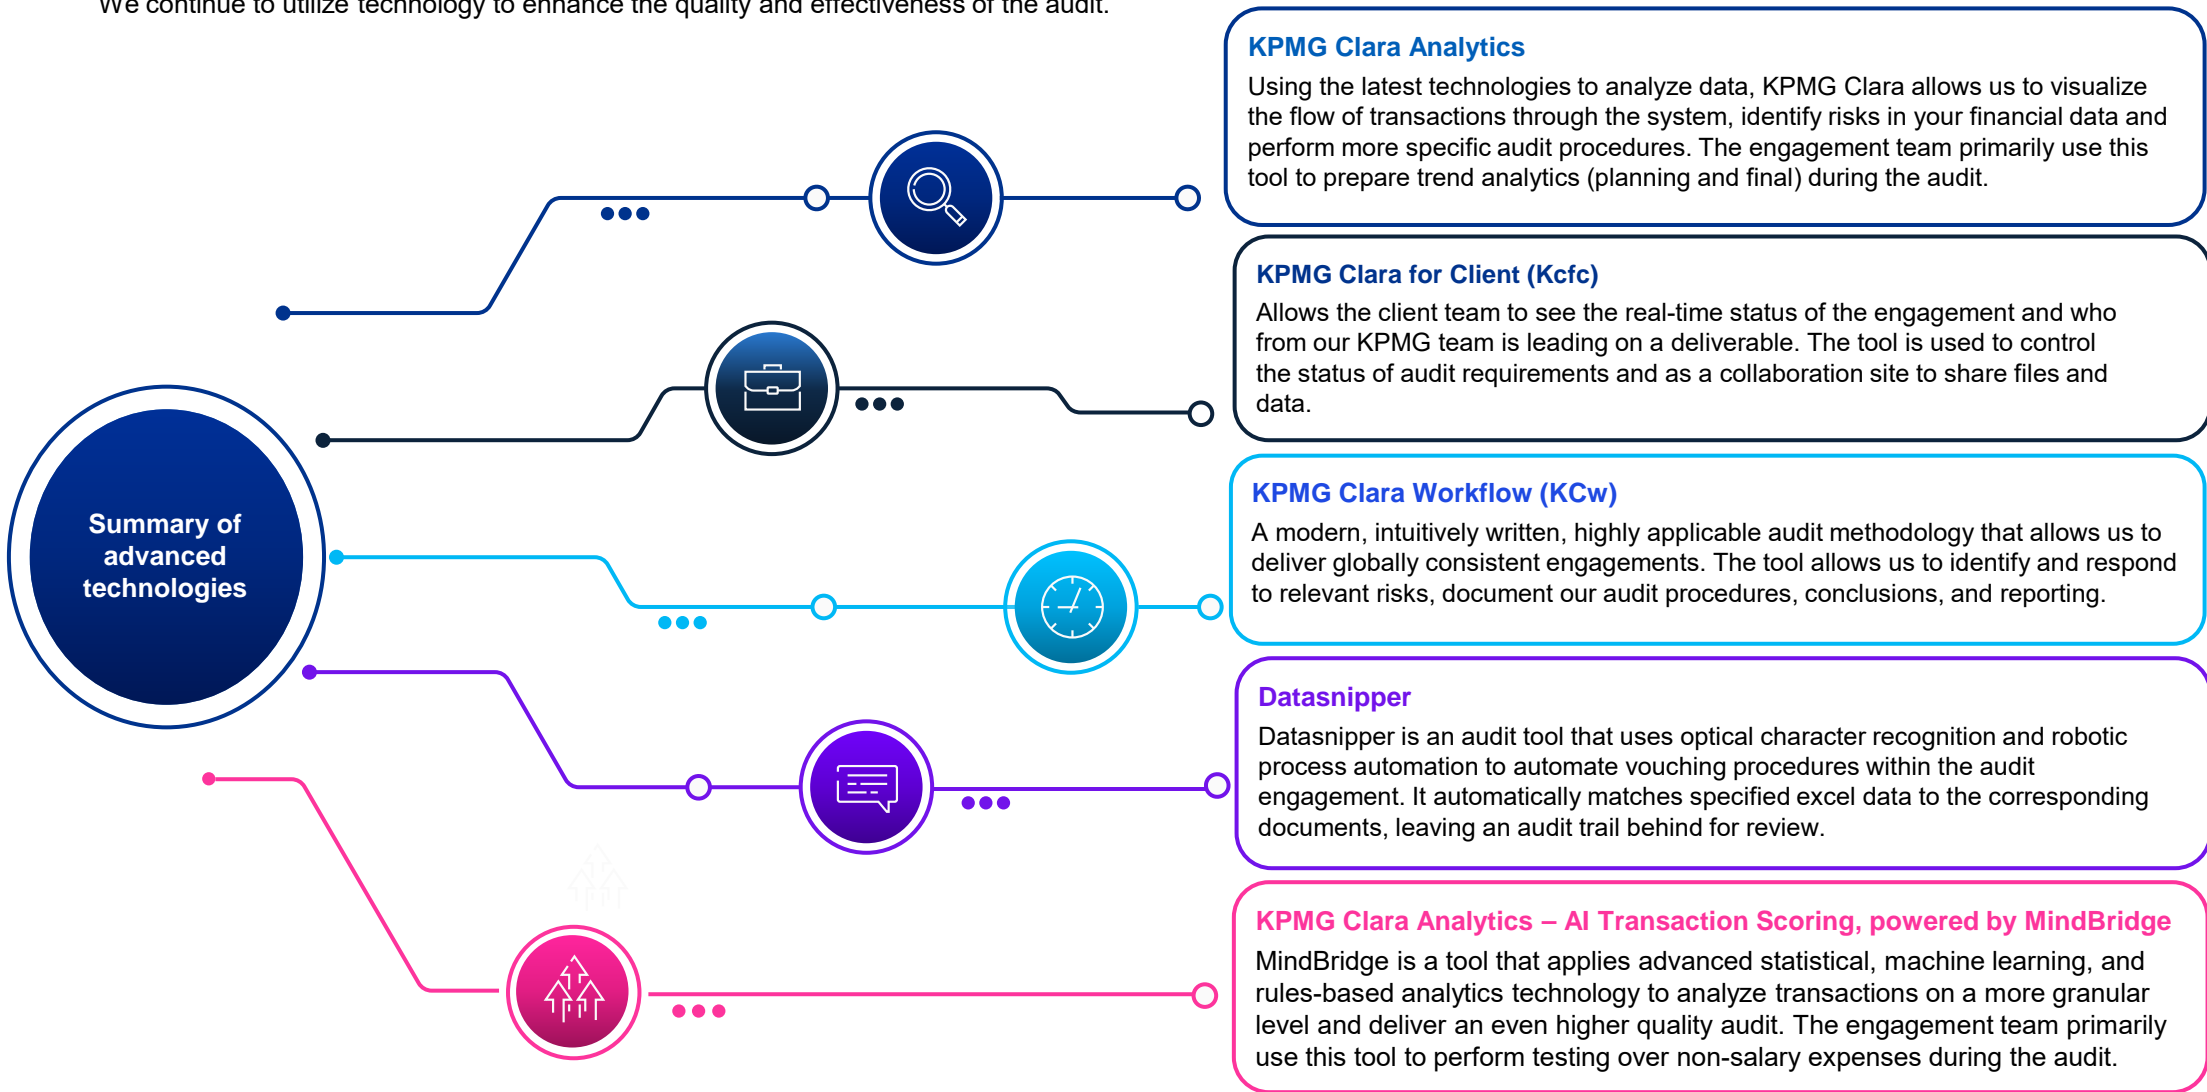 We continue to utilize technology to enhance the quality and effectiveness of the audit.
Summary of
advanced
technologies
KPMG Clara Analytics
Using the latest technologies to analyze data, KPMG Clara allows us to visualize
the flow of transactions through the system, identify risks in your financial data and
perform more specific audit procedures. The engagement team primarily use this
tool to prepare trend analytics (planning and final) during the audit.
KPMG Clara for Client (Kcfc)
Allows the client team to see the real-time status of the engagement and who
from our KPMG team is leading on a deliverable. The tool is used to control
the status of audit requirements and as a collaboration site to share files and
data.
KPMG Clara Workflow (KCw)
A modern, intuitively written, highly applicable audit methodology that allows us to
deliver globally consistent engagements. The tool allows us to identify and respond
to relevant risks, document our audit procedures, conclusions, and reporting.
Datasnipper
Datasnipper is an audit tool that uses optical character recognition and robotic
process automation to automate vouching procedures within the audit
engagement. It automatically matches specified excel data to the corresponding
documents, leaving an audit trail behind for review.
KPMG Clara Analytics – AI Transaction Scoring, powered by MindBridge
MindBridge is a tool that applies advanced statistical, machine learning, and
rules-based analytics technology to analyze transactions on a more granular
level and deliver an even higher quality audit. The engagement team primarily
use this tool to perform testing over non-salary expenses during the audit.